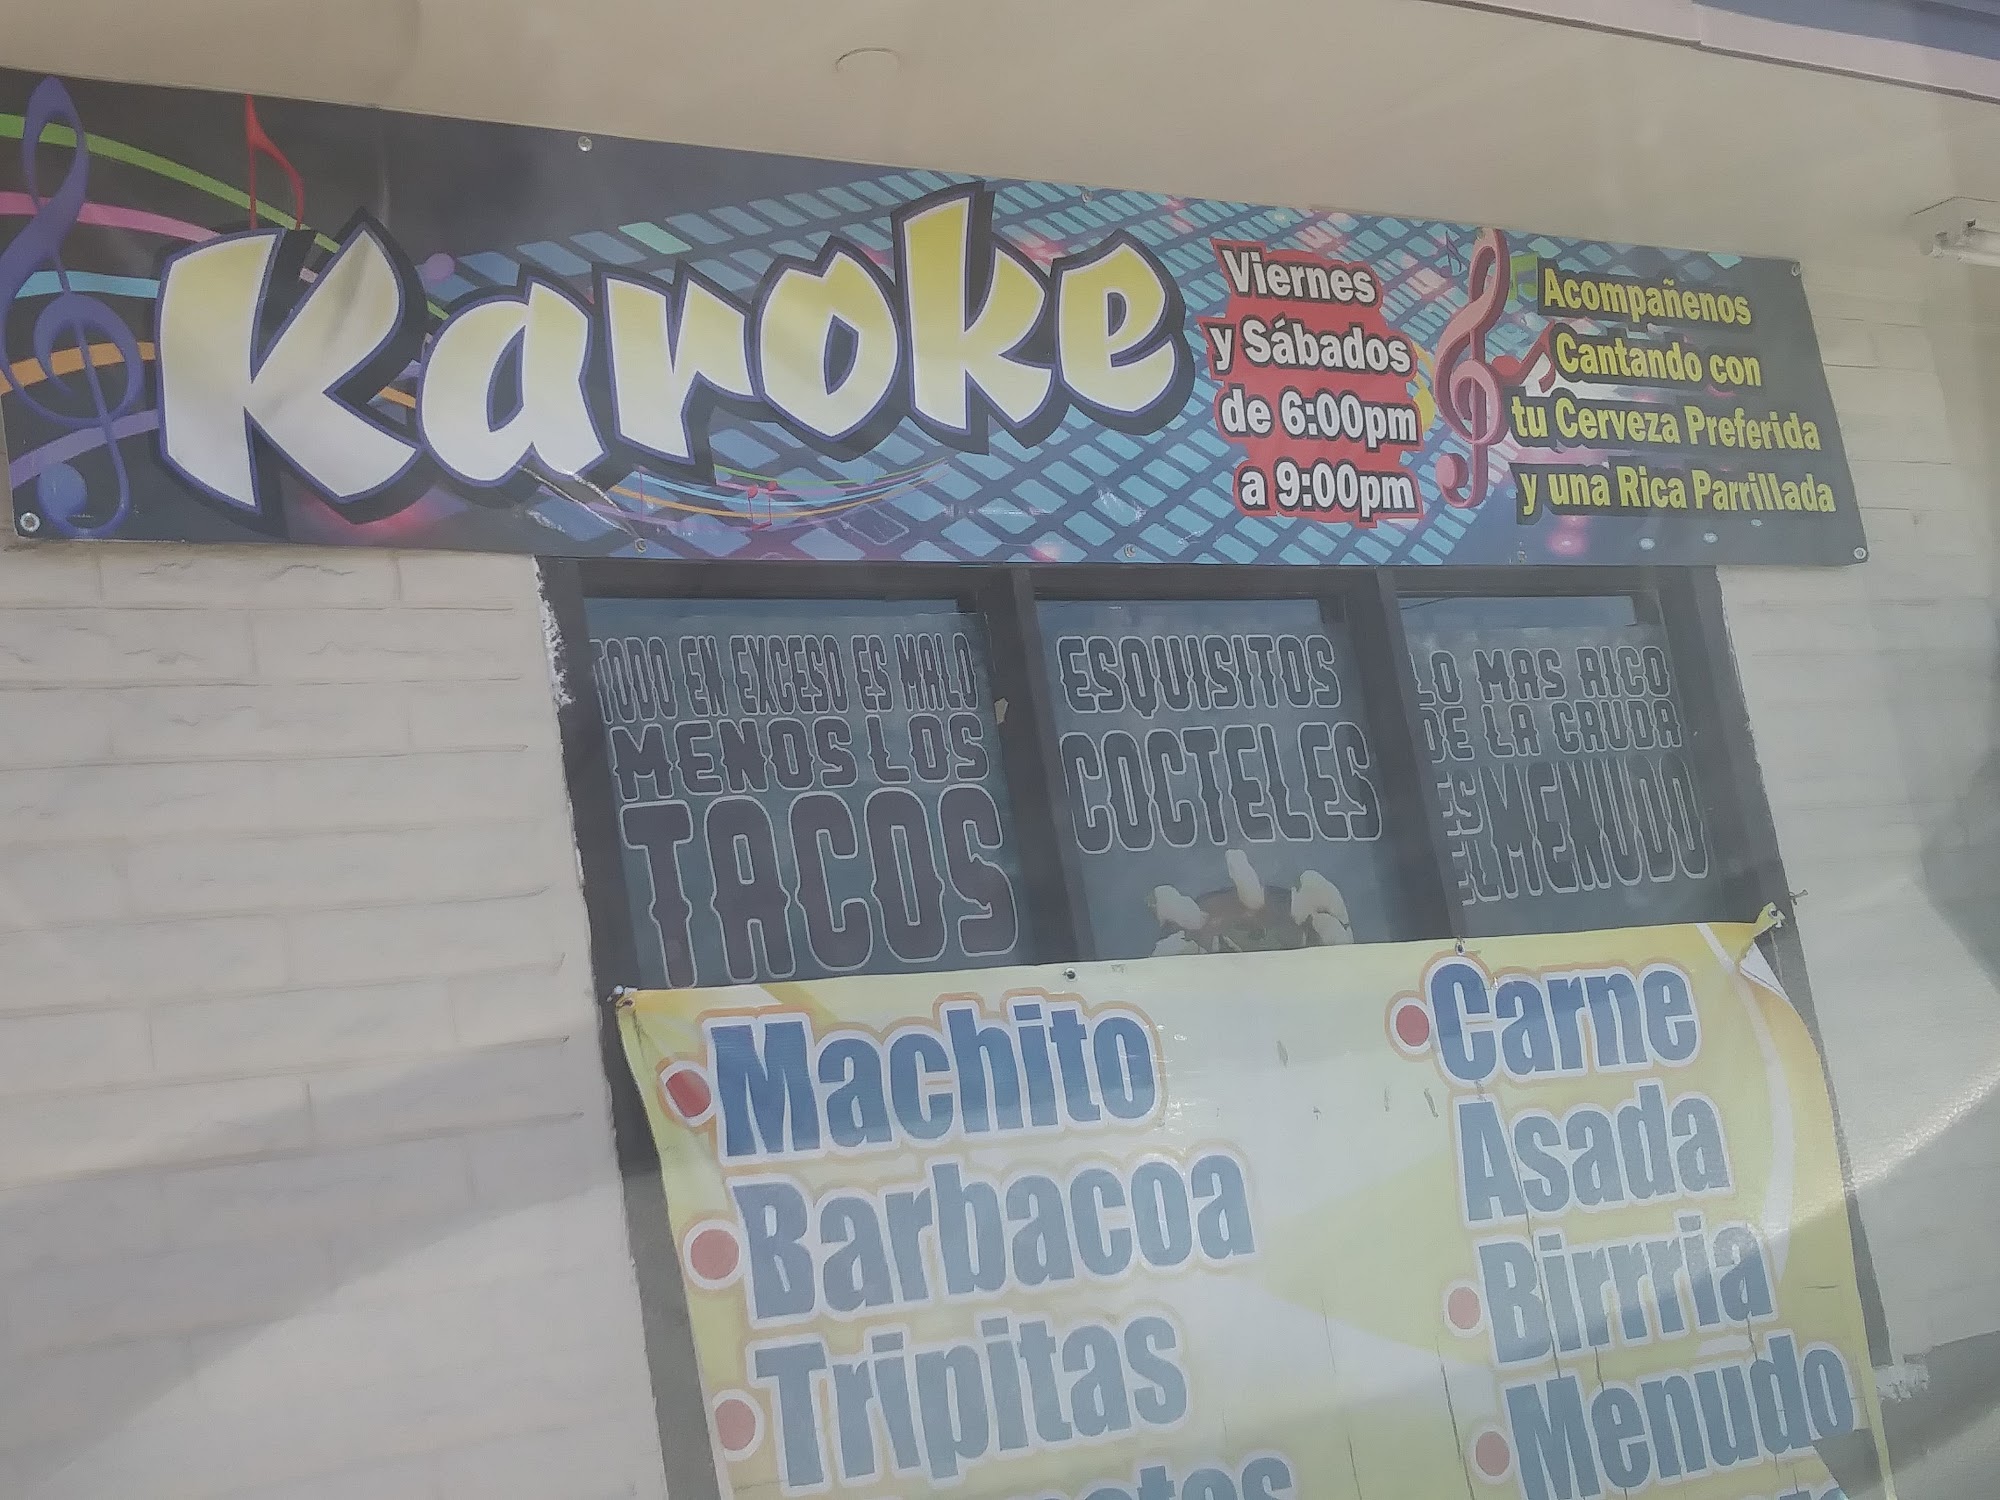 Karoke
Viernes
y Sábados
de 6:00pm
a 9:00pm
Acompañenos
Cantando con
tu Cerveza Preferida
y una Rica Parrillada
TODO EN EXCESO ES MALO
MENOS LOS
TACOS
ESQUISITOS
COCTELES
LO MAS RICO
DE LA CRUDA
ES
EL MENUDO
Machito
Barbacoa
Tripitas
Carne
Asada
Birrria
Menudo